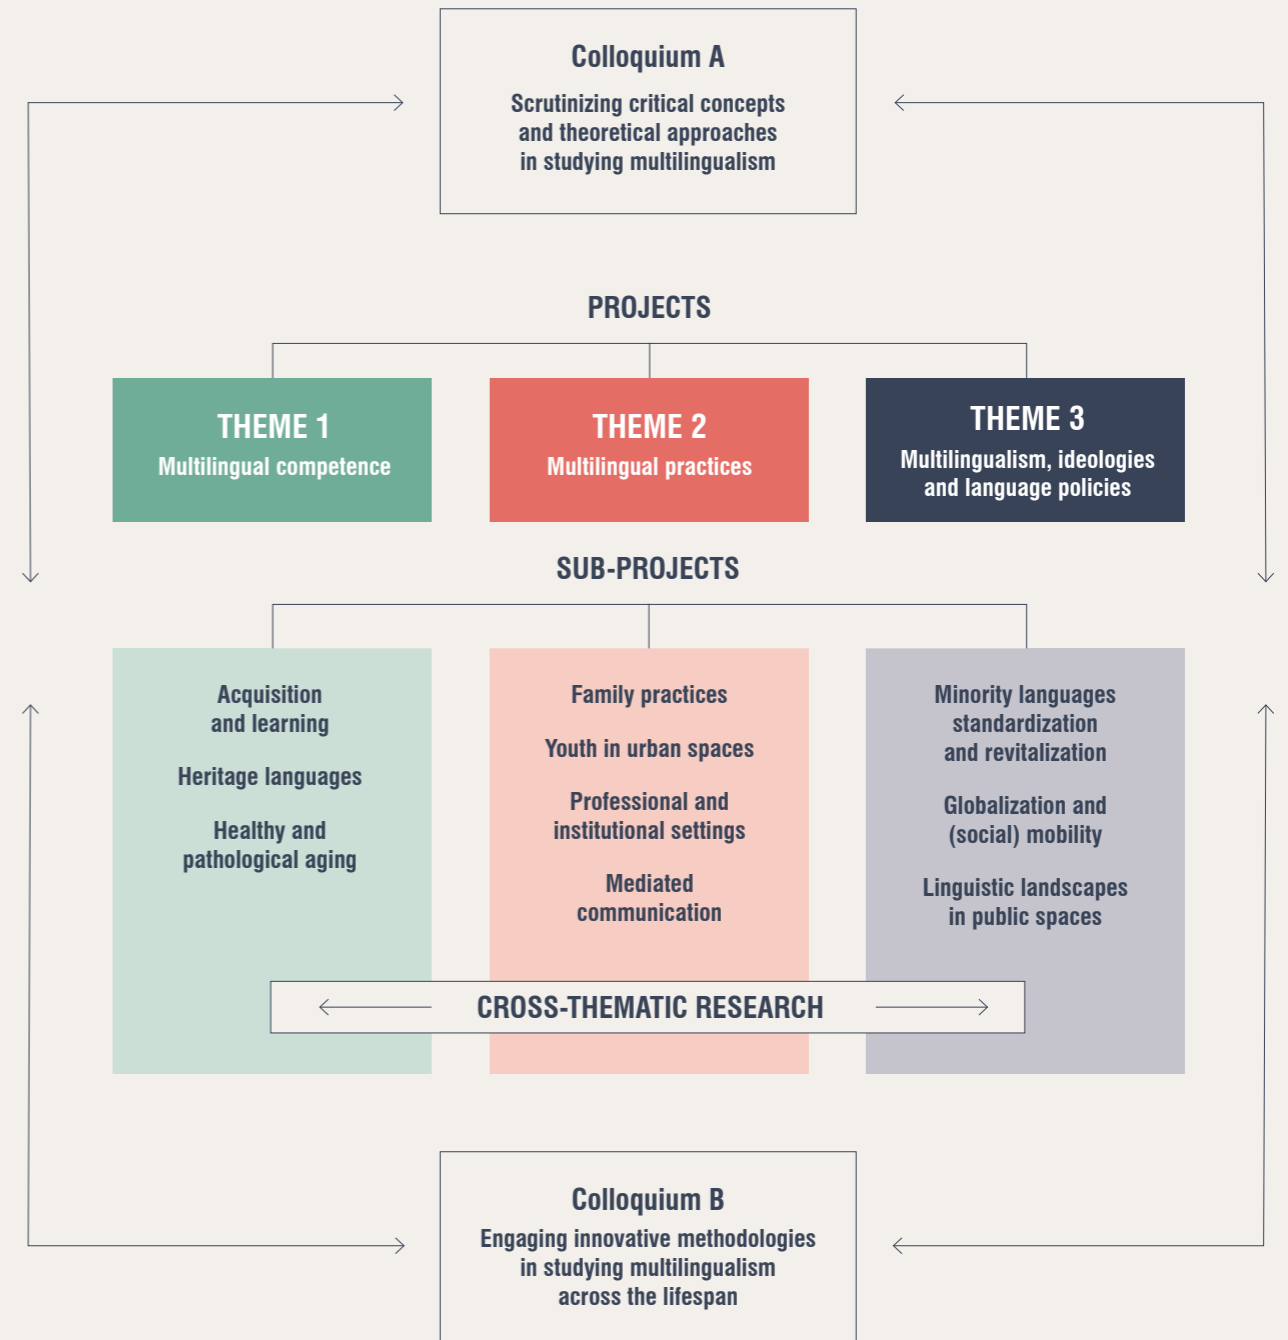 Colloquium A
Scrutinizing critical concepts
and theoretical approaches
in studying multilingualism
PROJECTS
THEME 1
Multilingual competence
THEME 2
Multilingual practices
THEME 3
Multilingualism, ideologies
and language policies
SUB-PROJECTS
Acquisition
and learning
Heritage languages
Healthy and
pathological aging
Family practices
Youth in urban spaces
Professional and
institutional settings
Mediated
communication
Minority languages
standardization
and revitalization
Globalization and
(social) mobility
Linguistic landscapes
in public spaces
CROSS-THEMATIC RESEARCH
Colloquium B
Engaging innovative methodologies
in studying multilingualism
across the lifespan